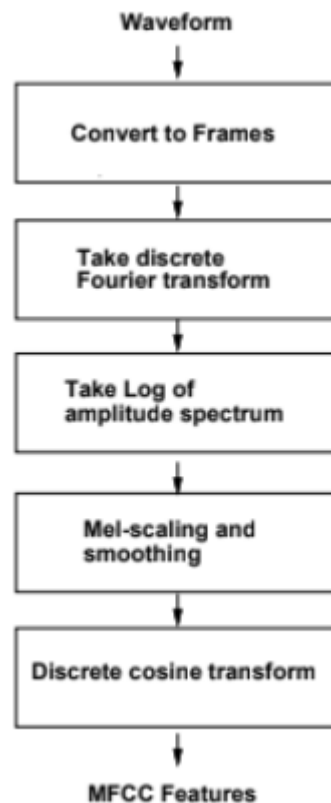 Waveform
Convert to Frames
Take discrete
Fourier transform
Take Log of
amplitude spectrum
Mel-scaling and
smoothing
Discrete cosine transform
MFCC Features